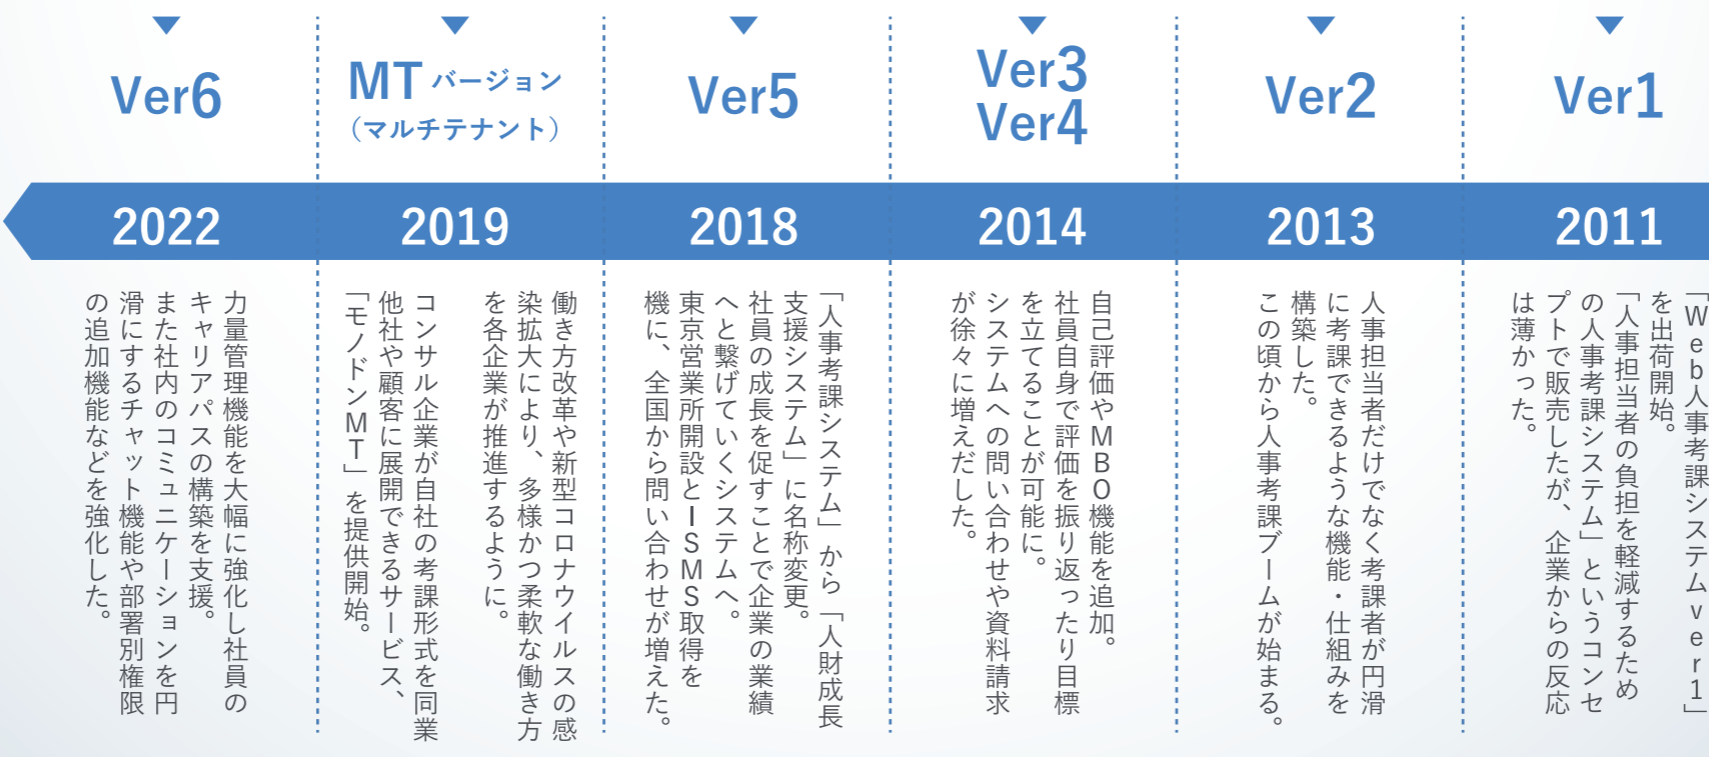 Ver1
2011
「Web人事考課システムver1」
を出荷開始。
「人事担当者の負担を軽減するため
の人事考課システム」というコンセ
プトで販売したが、企業からの反応
は薄かった。
Ver2
2013
人事担当者だけでなく考課者が円滑
に考課できるような機能・仕組みを
構築した。
この頃から人事考課ブームが始まる。
Ver3
Ver4
2014
自己評価やMBO機能を追加。
社員自身で評価を振り返ったり目標
を立てることが可能に。
システムへの問い合わせや資料請求
が徐々に増えだした。
Ver5
2018
「人事考課システム」から「人財成長
支援システム」に名称変更。
社員の成長を促すことで企業の業績
へと繋げていくシステムへ。
東京営業所開設とISMS取得を
機に、全国から問い合わせが増えた。
MT バージョン
(マルチテナント)
2019
働き方改革や新型コロナウイルスの感
染拡大により、多様かつ柔軟な働き方
を各企業が推進するように。
コンサル企業が自社の考課形式を同業
他社や顧客に展開できるサービス、
「モノドンMT」を提供開始。
Ver6
2022
力量管理機能を大幅に強化し社員の
キャリアパスの構築を支援。
また社内のコミュニケーションを円
滑にするチャット機能や部署別権限
の追加機能などを強化した。